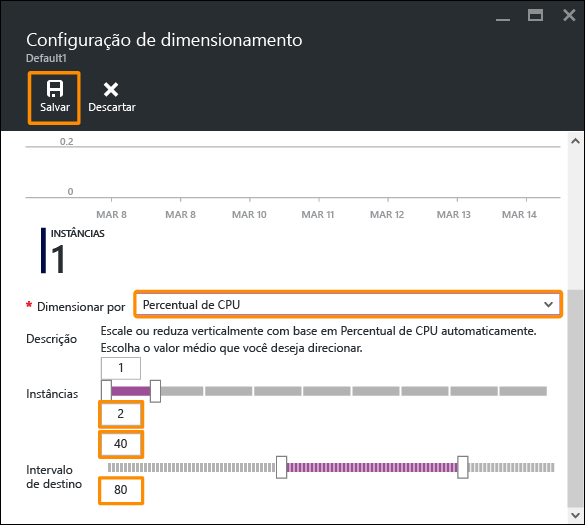 Configuração de dimensionamento
Default1
Salvar Descartar
0.2
0
MAR 8 MAR 8 MAR 10 MAR 11 MAR 12 MAR 13 MAR 14
INSTÂNCIAS
1
* Dimensionar por Percentual de CPU
Descrição Escale ou reduza verticalmente com base em Percentual de CPU automaticamente.
Escolha o valor médio que você deseja direcionar.
1
Instâncias
2
40
Intervalo
de destino
80